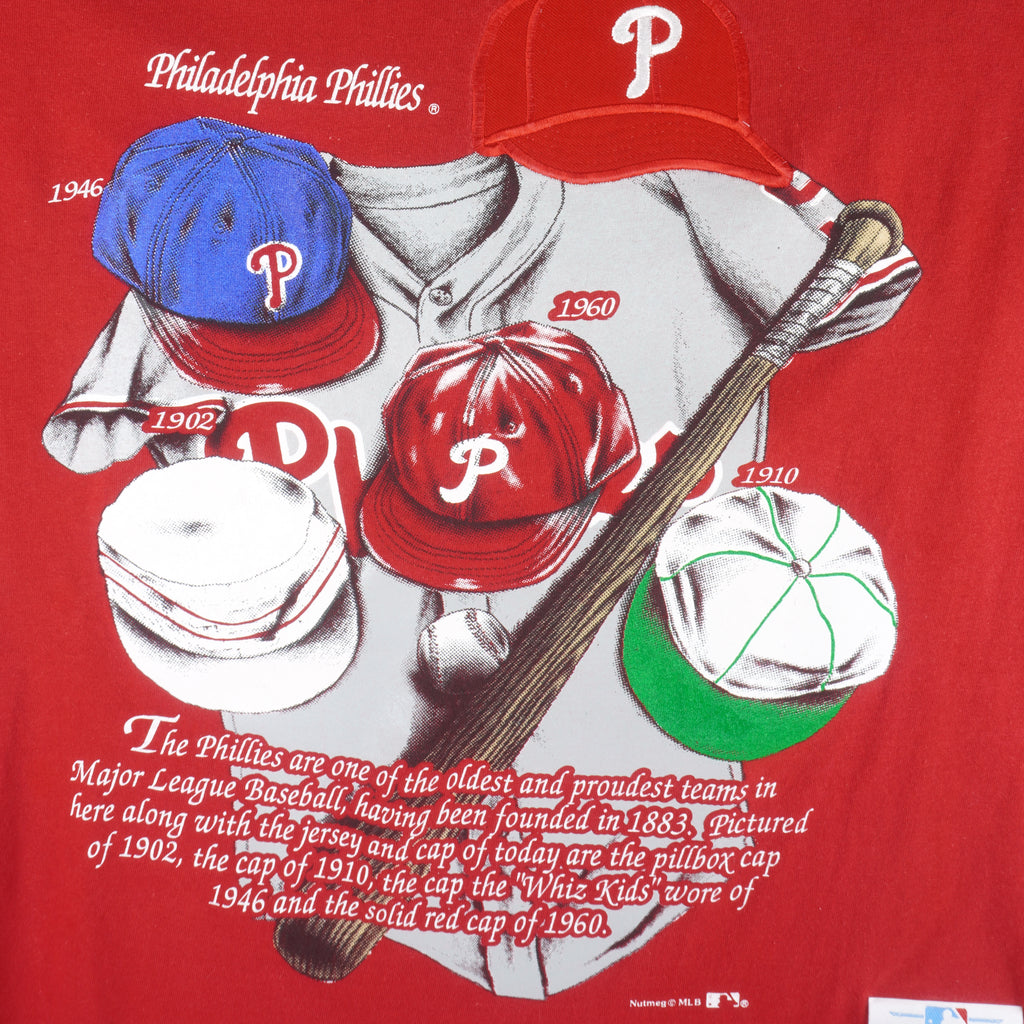 Philadelphia Phillies ®
P
1946
P
1960
P
1902
Ph
1910
The Phillies are one of the oldest and proudest teams in
Major League Baseball, having been founded in 1883. Pictured
here along with the jersey and cap of today are the pillbox cap
of 1902, the cap of 1910, the cap the "Whiz Kids" wore of
1946 and the solid red cap of 1960.
Nutmeg © MLB ®